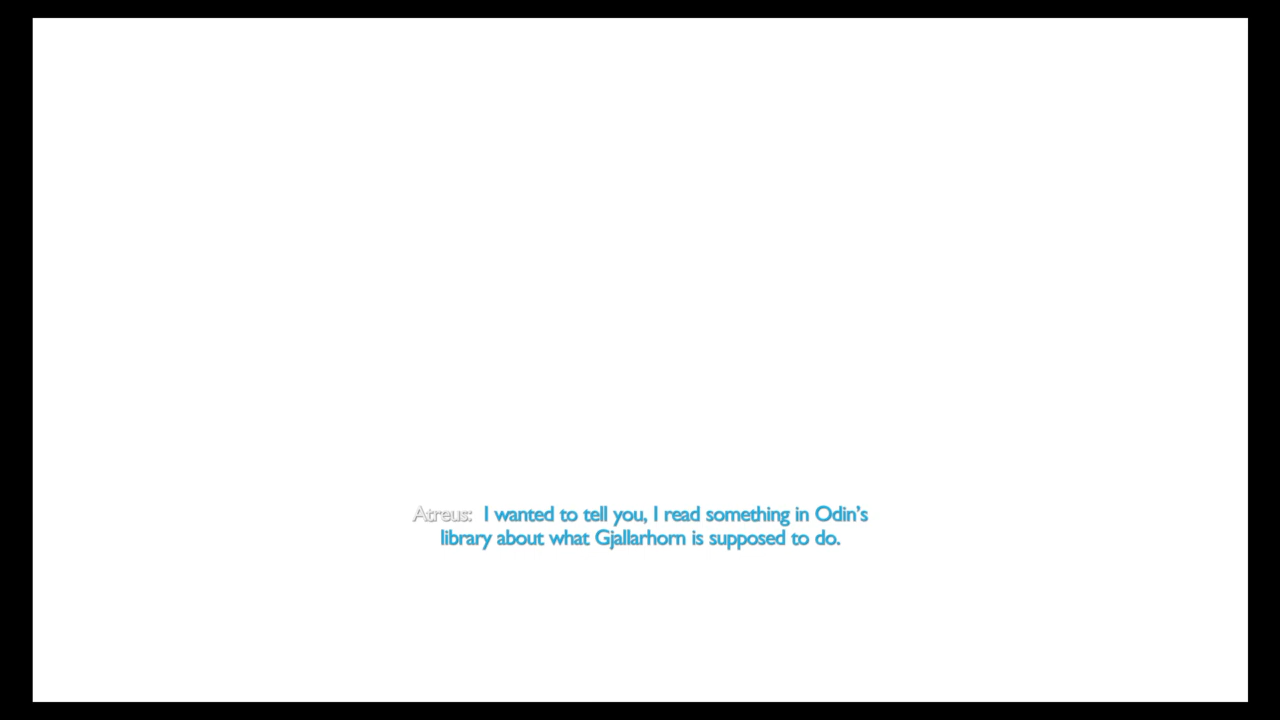 Atreus: I wanted to tell you, I read something in Odin’s
library about what Gjallarhorn is supposed to do.